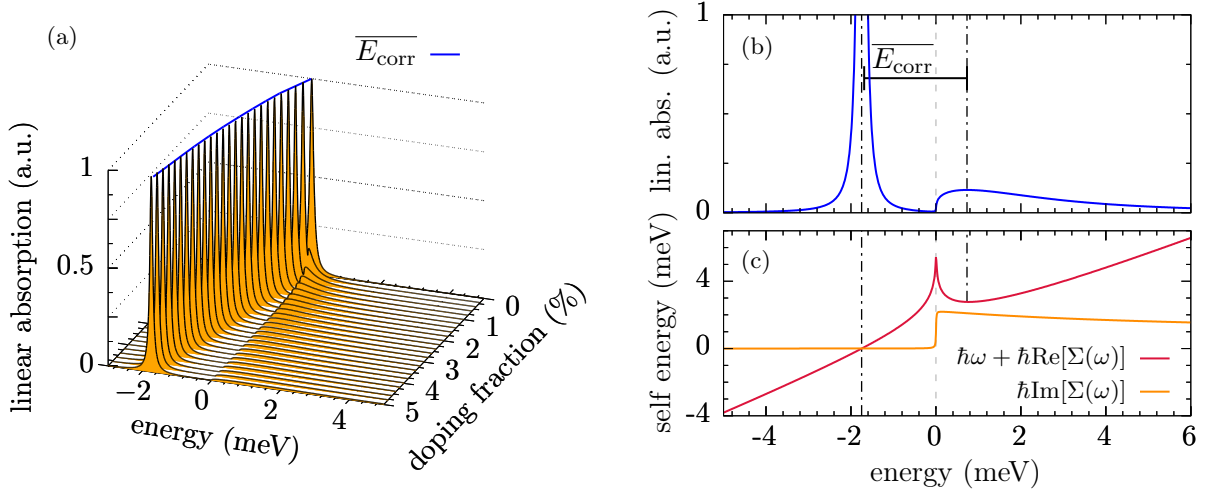 (a)
E_corr
linear absorption (a.u.)
1
0.5
0
−2
0
2
4
energy (meV)
0
1
2
3
4
5
doping fraction (%)
(b)
E_corr
lin. abs. (a.u.)
1
0
(c)
self energy (meV)
4
0
-4
ℏω + ℏRe[Σ(ω)]
ℏIm[Σ(ω)]
-4
-2
0
2
4
6
energy (meV)